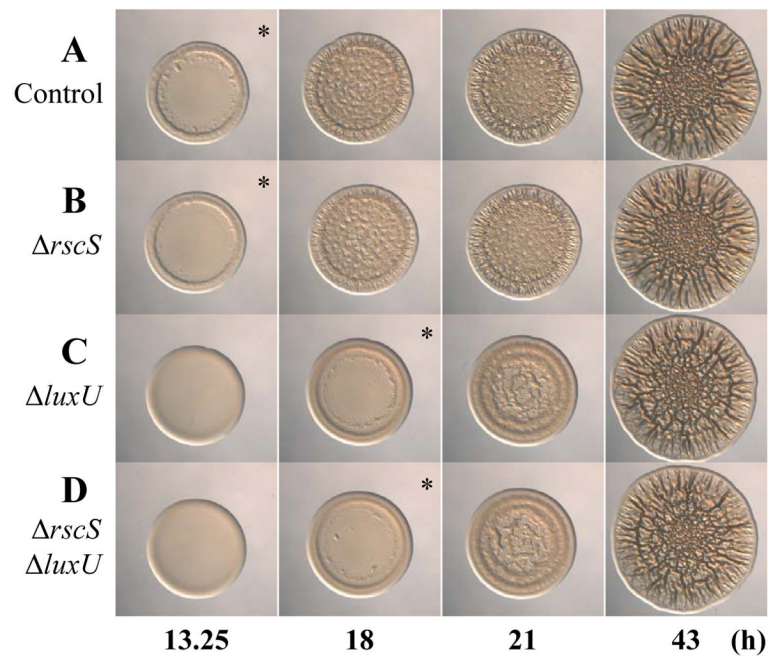 A
Control
*
B
ΔrscS
*
C
ΔluxU
*
D
ΔrscS
ΔluxU
*
13.25 18 21 43 (h)